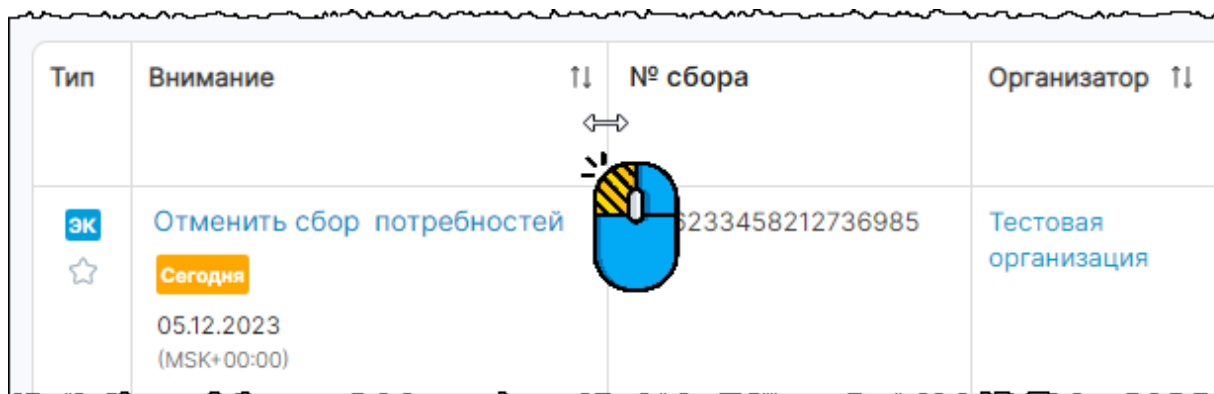 Тип Внимание № сбора Организатор
ЭК Отменить сбор потребностей Тестовая
организация
Сегодня
05.12.2023
(MSK+00:00)